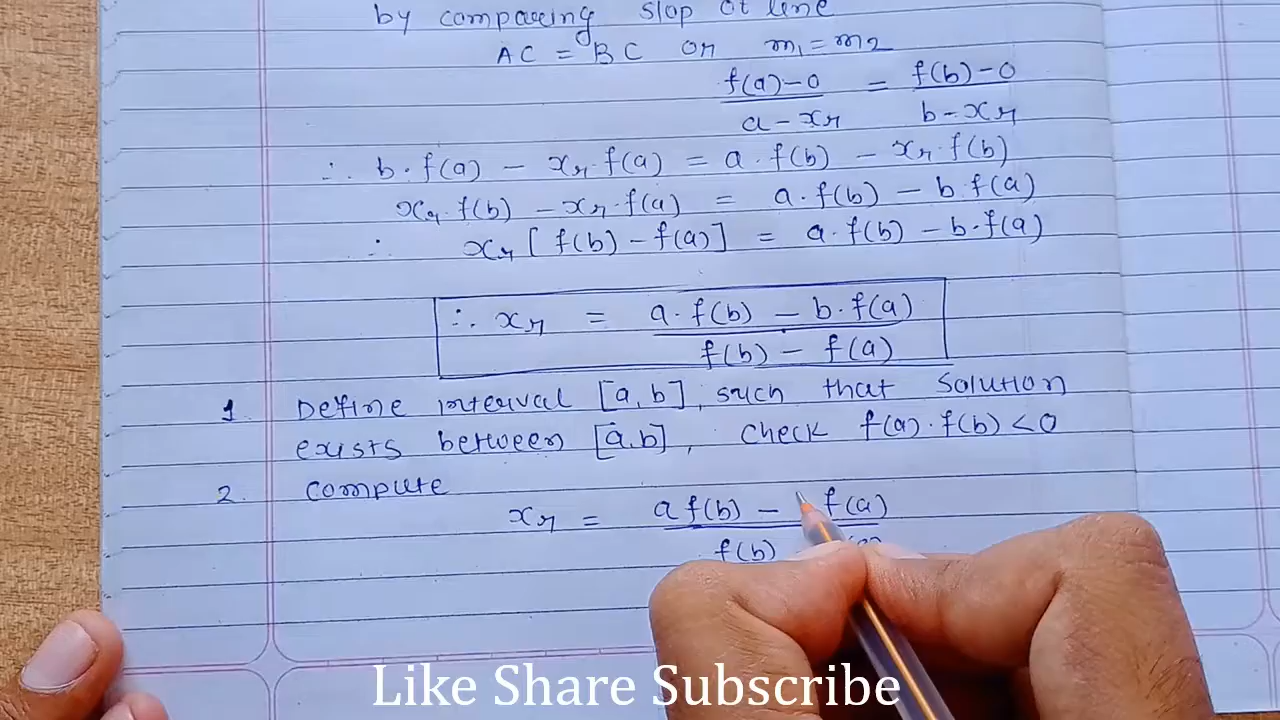 by comparing slop of line
AC = BC or m₁ = m₂
f(a)-0 / a-xᵣ = f(b)-0 / b-xᵣ
∴ b·f(a) - xᵣ·f(a) = a·f(b) - xᵣ·f(b)
xᵣ·f(b) - xᵣ·f(a) = a·f(b) - b·f(a)
∴ xᵣ [f(b) - f(a)] = a·f(b) - b·f(a)
∴ xᵣ = a·f(b) - b·f(a) / f(b) - f(a)
1. Define interval [a,b], such that solution
exists between [a,b], check f(a)·f(b)<0
2. compute
xᵣ = a f(b) - f(a) / f(b)
Like Share Subscribe